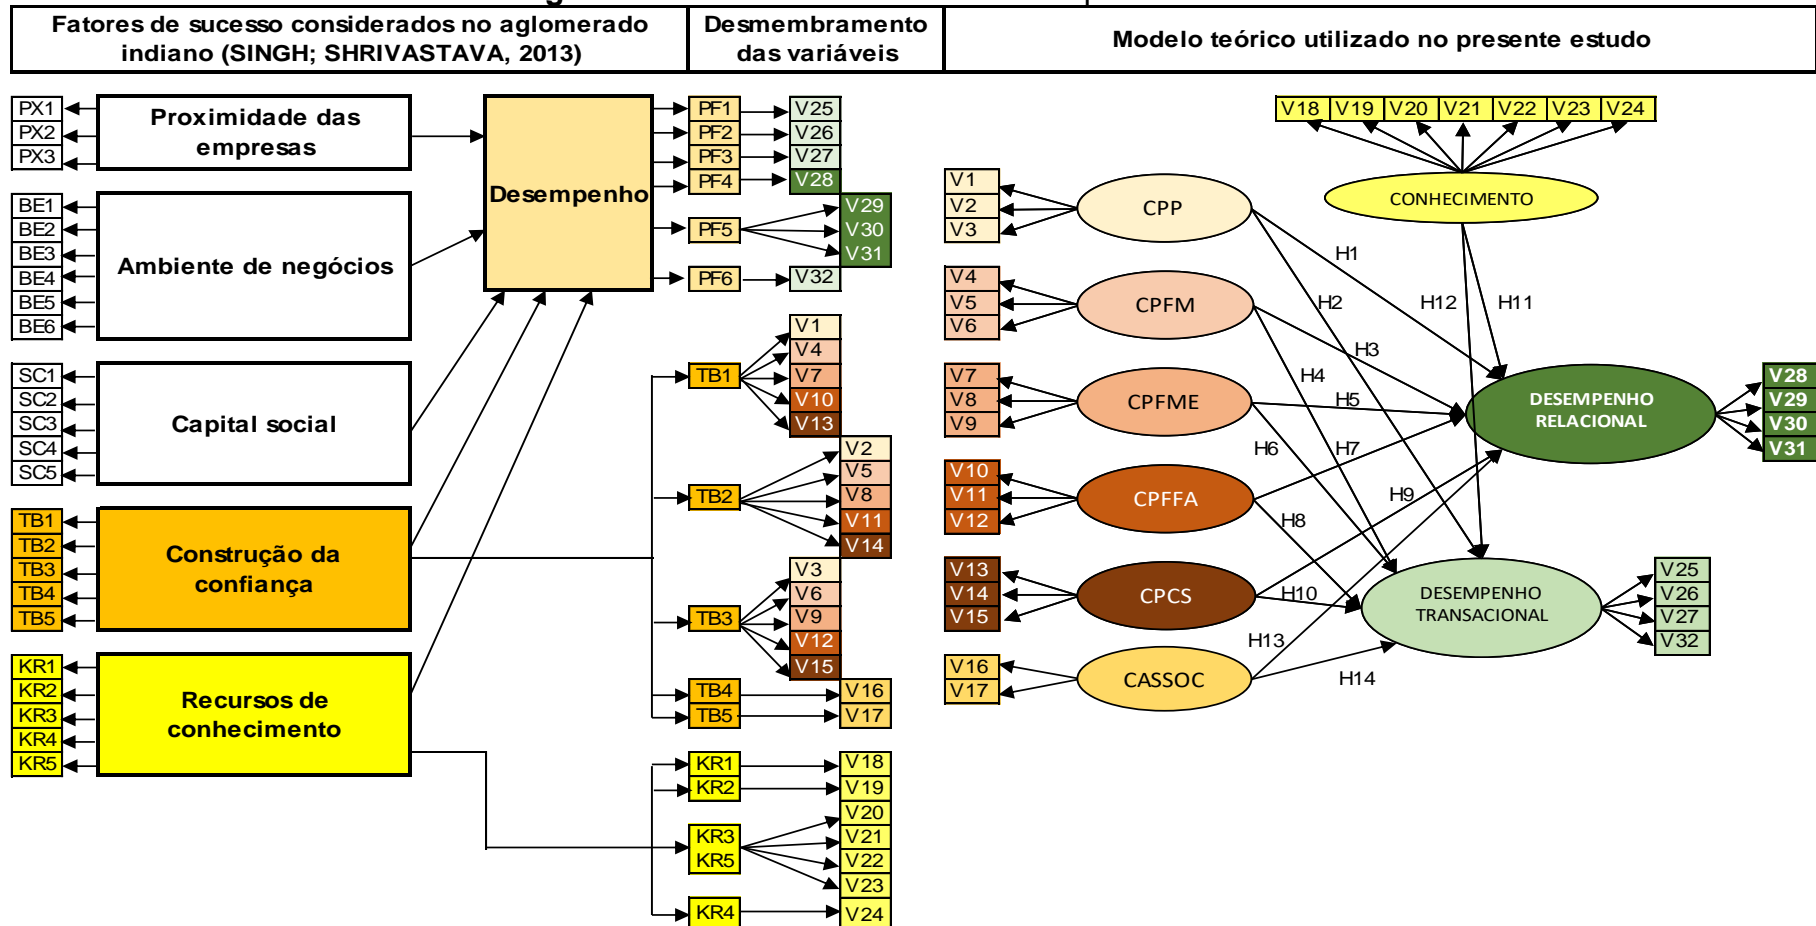 Fatores de sucesso considerados no aglomerado
indiano (SINGH; SHRIVASTAVA, 2013)
Desmembramento
das variáveis
Modelo teórico utilizado no presente estudo
PX1
PX2
PX3
Proximidade das
empresas
BE1
BE2
BE3
BE4
BE5
BE6
Ambiente de negócios
SC1
SC2
SC3
SC4
SC5
Capital social
TB1
TB2
TB3
TB4
TB5
Construção da
confiança
KR1
KR2
KR3
KR4
KR5
Recursos de
conhecimento
Desempenho
PF1
PF2
PF3
PF4
PF5
PF6
V25
V26
V27
V28
V29
V30
V31
V32
TB1
V1
V4
V7
V10
V13
TB2
V2
V5
V8
V11
V14
TB3
V3
V6
V9
V12
V15
TB4
TB5
V16
V17
KR1
KR2
KR3
KR5
KR4
V18
V19
V20
V21
V22
V23
V24
V18 V19 V20 V21 V22 V23 V24
CONHECIMENTO
V1
V2
V3
CPP
V4
V5
V6
CPFM
V7
V8
V9
CPFME
V10
V11
V12
CPFFA
V13
V14
V15
CPCS
V16
V17
CASSOC
H1
H2
H12
H11
H3
H4
H5
H6
H7
H9
H8
H10
H13
H14
DESEMPENHO
RELACIONAL
V28
V29
V30
V31
DESEMPENHO
TRANSACIONAL
V25
V26
V27
V32